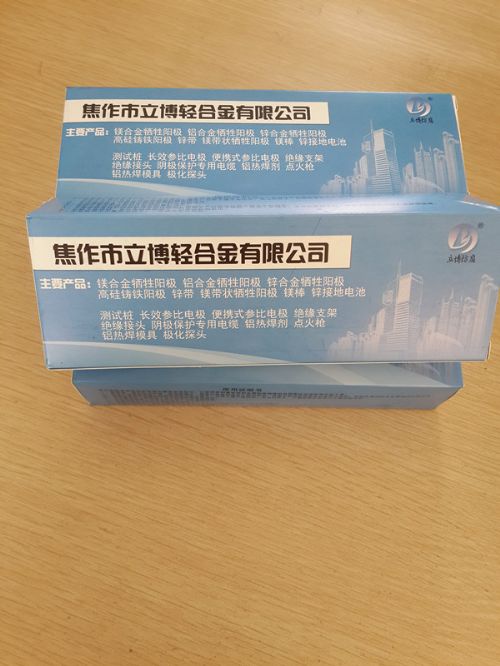 焦作市立博轻合金有限公司
立博防腐
主要产品: 镁合金牺牲阳极 铝合金牺牲阳极 锌合金牺牲阳极
高硅铸铁阳极 锌带 镁带状牺牲阳极 镁棒 锌接地电池
测试桩 长效参比电极 便携式参比电极 绝缘支架
绝缘接头 阴极保护专用电缆 铝热焊剂 点火枪
铝热焊模具 极化探头
焦作市立博轻合金有限公司
®
立博防腐
主要产品: 镁合金牺牲阳极 铝合金牺牲阳极 锌合金牺牲阳极
高硅铸铁阳极 锌带 镁带状牺牲阳极 镁棒 锌接地电池
测试桩 长效参比电极 便携式参比电极 绝缘支架
绝缘接头 阴极保护专用电缆 铝热焊剂 点火枪
铝热焊模具 极化探头
使用说明书